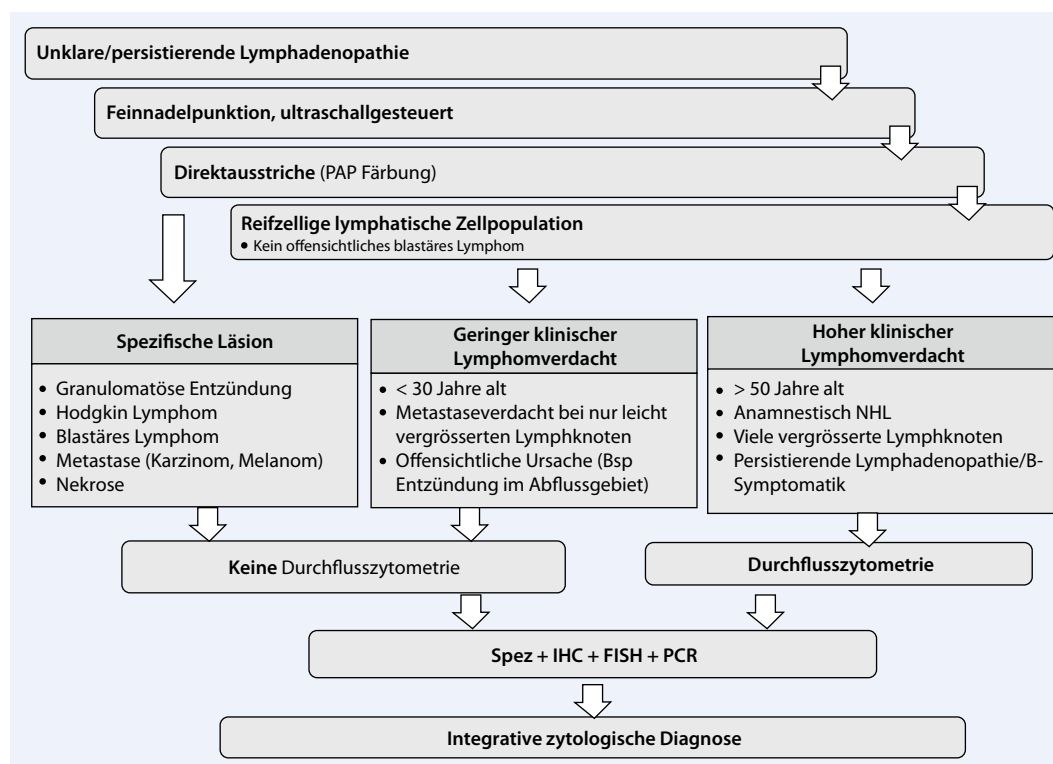 Unklare/persistierende Lymphadenopathie
Feinnadelpunktion, ultraschallgesteuert
Direktausstriche (PAP Färbung)
Reifzellige lymphatische Zellpopulation
• Kein offensichtliches blastäres Lymphom
Spezifische Läsion
• Granulomatöse Entzündung
• Hodgkin Lymphom
• Blastäres Lymphom
• Metastase (Karzinom, Melanom)
• Nekrose
Geringer klinischer
Lymphomverdacht
• < 30 Jahre alt
• Metastaseverdacht bei nur leicht
vergrösserten Lymphknoten
• Offensichtliche Ursache (Bsp
Entzündung im Abflussgebiet)
Hoher klinischer
Lymphomverdacht
• > 50 Jahre alt
• Anamnestisch NHL
• Viele vergrösserte Lymphknoten
• Persistierende Lymphadenopathie/B-
Symptomatik
Keine Durchflusszytometrie
Durchflusszytometrie
Spez + IHC + FISH + PCR
Integrative zytologische Diagnose